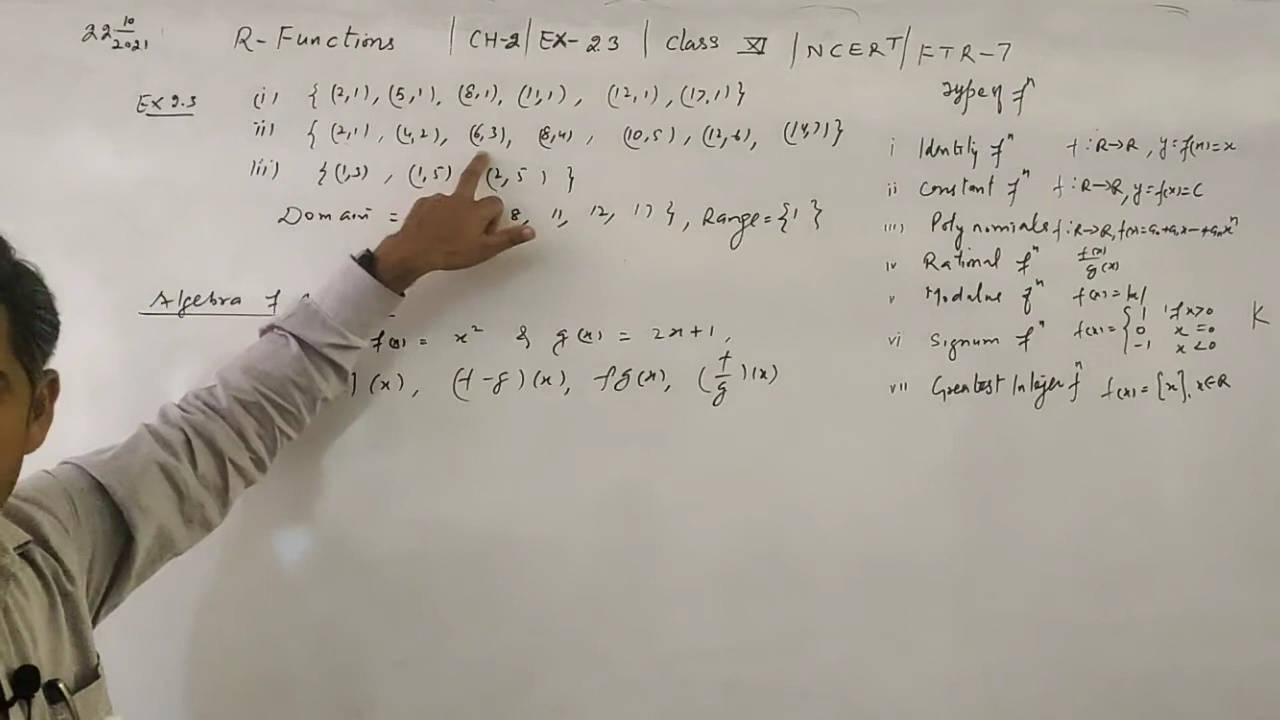 22 10/2021
R-Functions | CH-2 | EX-2.3 | Class XI | NCERT | FTR-7
EX 2.3 (i) { (2,1), (5,1), (8,1), (11,1), (12,1), (17,1)}
ii) { (2,1), (4,2), (6,3), (8,4), (10,5), (12,6), (14,7)}
iii) {(1,3), (1,5) (2,5) }
Domain = 8, 11, 12, 17 }, Range = {1}
Algebra of
f(x) = x² & g(x) = 2x+1,
)(x), (f-g)(x), fg(x), (f/g)(x)
Type of fⁿ
i Identity fⁿ f:R→R, y=f(x)=x
ii Constant fⁿ f:R→R, y=f(x)=C
iii) Polynomials f:R→R, f(x)=a₀+a₁x--+aₙxⁿ
iv Rational fⁿ f(x)/g(x)
v Modulus fⁿ f(x)=|x|
vi Signum fⁿ f(x)= { 1 if x>0
0 x=0
-1 x<0
K
vii Greatest Integer fⁿ f(x)=[x], x∈R